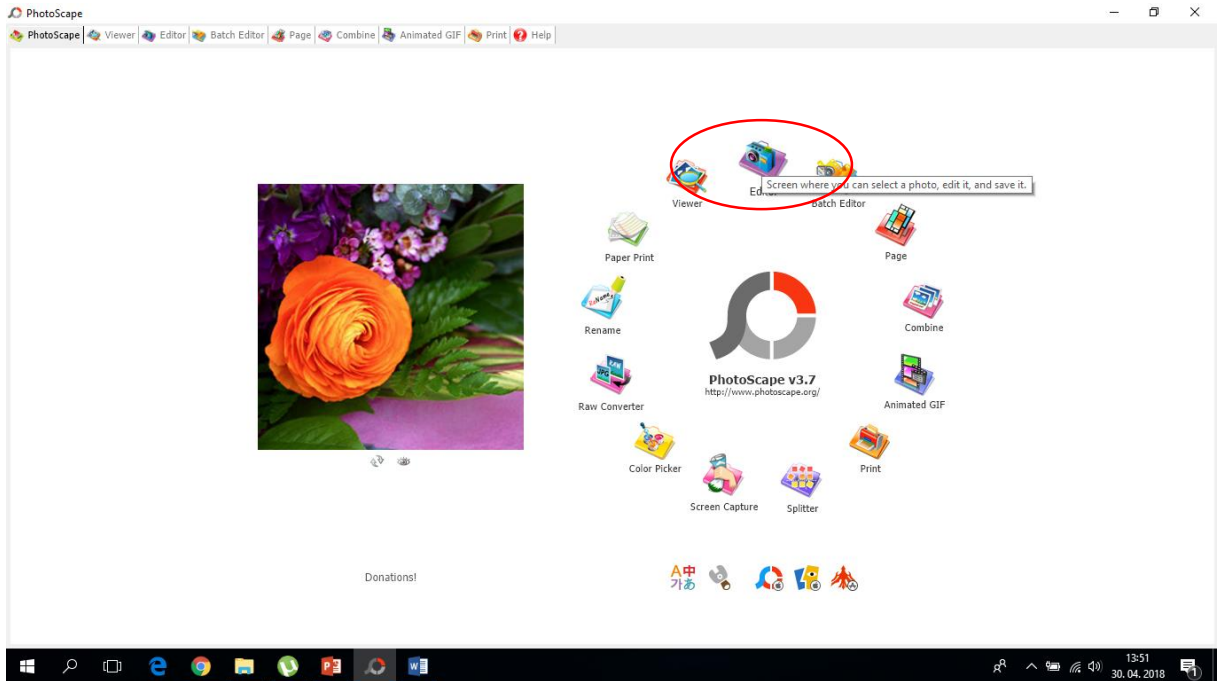 PhotoScape
PhotoScape Viewer Editor Batch Editor Page Combine Animated GIF Print Help
Editor
Screen where you can select a photo, edit it, and save it.
Viewer
Batch Editor
Paper Print
Page
Rename
Combine
PhotoScape v3.7
http://www.photoscape.org/
Raw Converter
Animated GIF
Color Picker
Print
Screen Capture
Splitter
Donations!
A中
가あ
13:51
30. 04. 2018